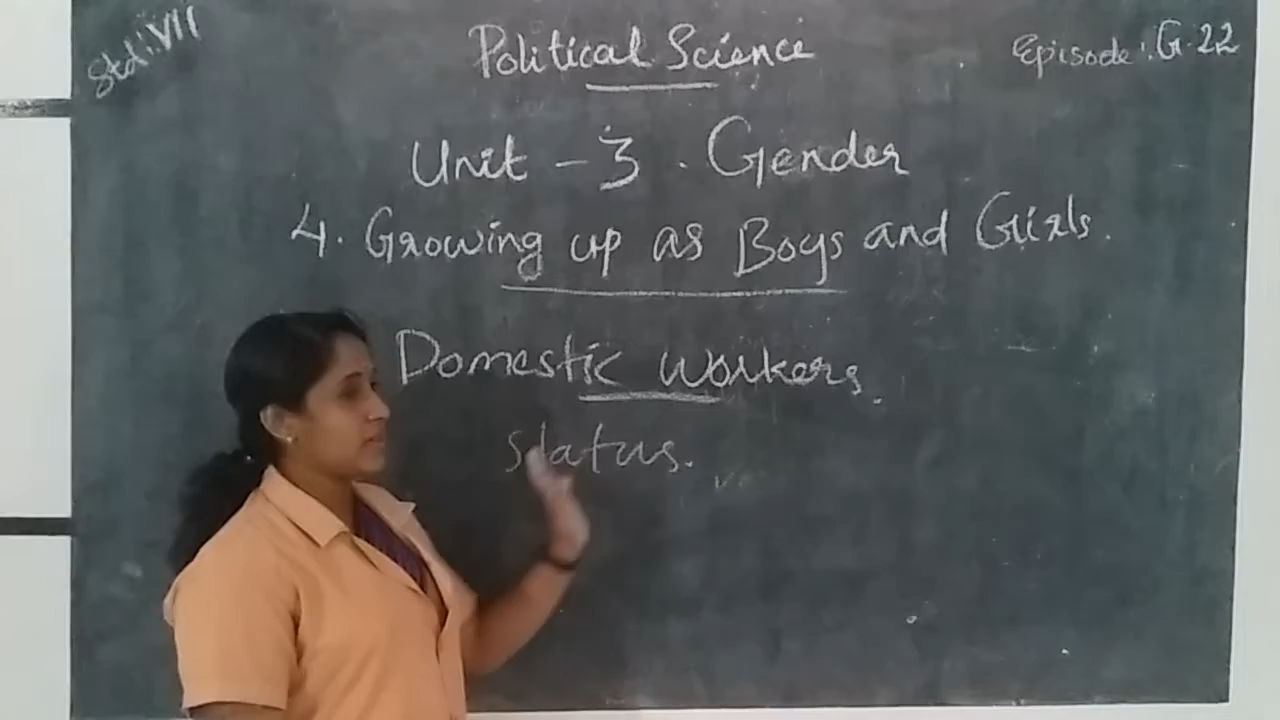 Std: VII
Political Science
Episode: G.22
Unit - 3. Gender
4. Growing up as Boys and Girls.
Domestic Workers.
Status.